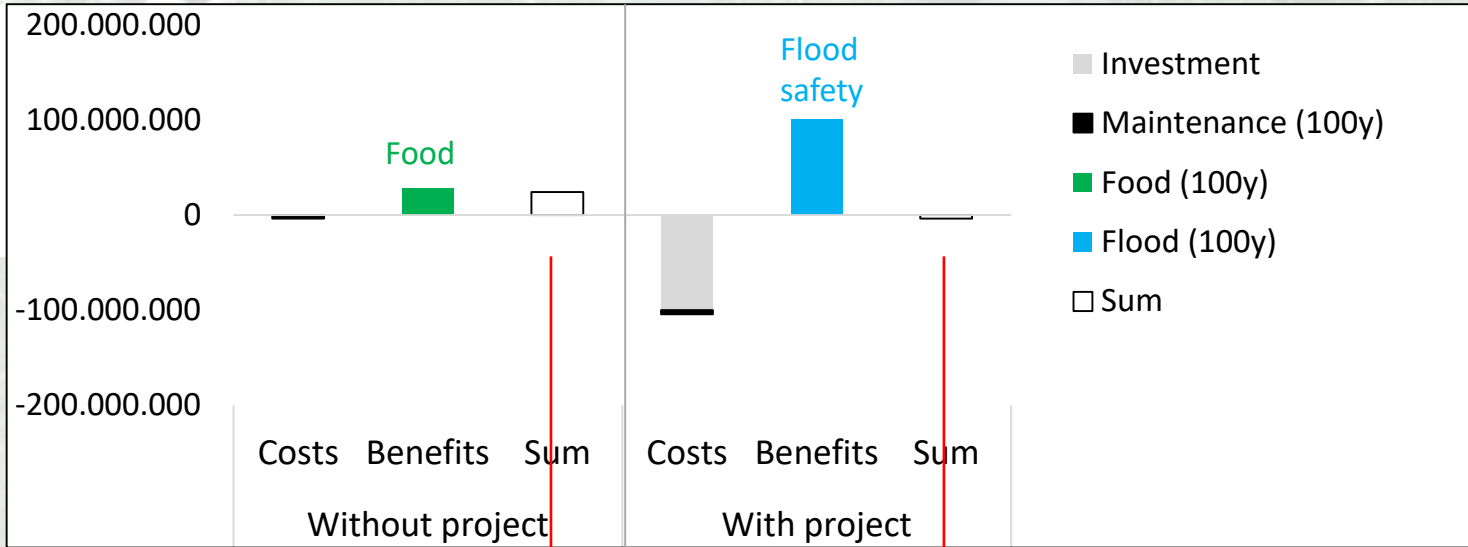 200.000.000
100.000.000
0
-100.000.000
-200.000.000
Food
Flood
safety
Costs Benefits Sum Costs Benefits Sum
Without project With project
Investment
Maintenance (100y)
Food (100y)
Flood (100y)
Sum